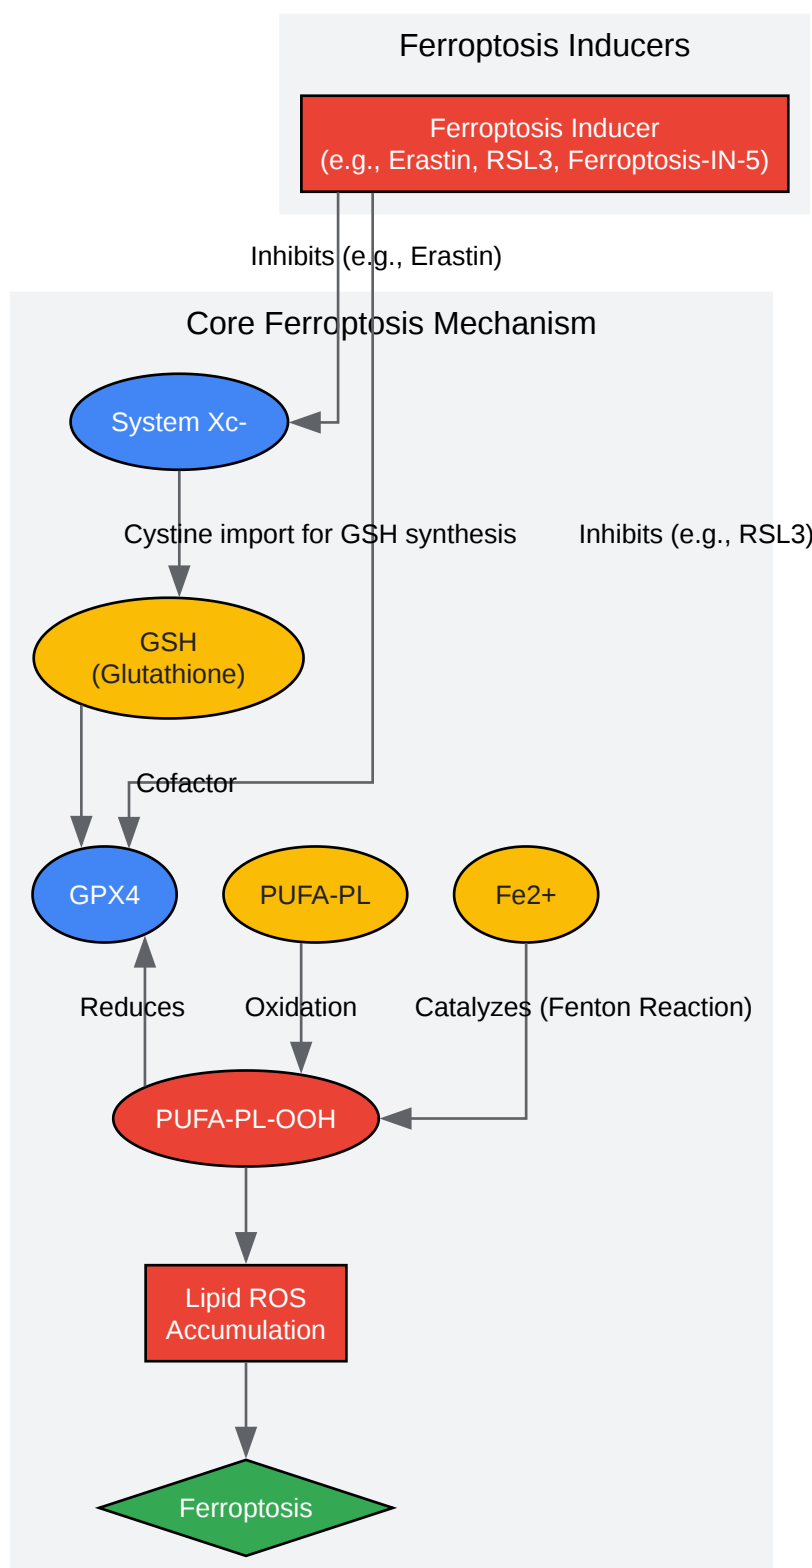 Ferroptosis Inducers
Ferroptosis Inducer
(e.g., Erastin, RSL3, Ferroptosis-IN-5)
Inhibits (e.g., Erastin)
Core Ferroptosis Mechanism
System Xc-
Cystine import for GSH synthesis
Inhibits (e.g., RSL3)
GSH
(Glutathione)
Cofactor
GPX4
PUFA-PL
Fe2+
Reduces
Oxidation
Catalyzes (Fenton Reaction)
PUFA-PL-OOH
Lipid ROS
Accumulation
Ferroptosis